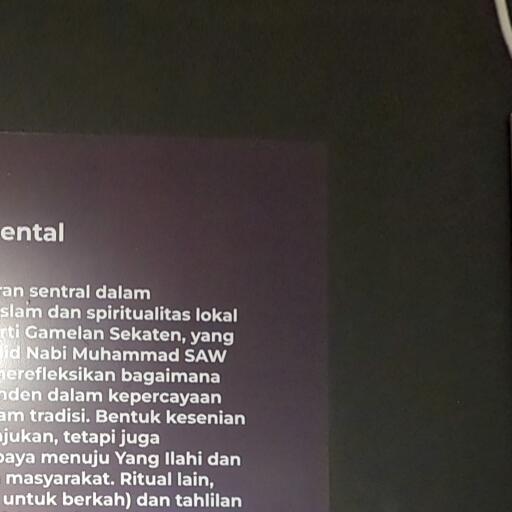 ental
ran sentral dalam
slam dan spiritualitas lokal
rti Gamelan Sekaten, yang
lid Nabi Muhammad SAW
merefleksikan bagaimana
nden dalam kepercayaan
am tradisi. Bentuk kesenian
jukan, tetapi juga
paya menuju Yang Ilahi dan
masyarakat. Ritual lain,
untuk berkah) dan tahlilan